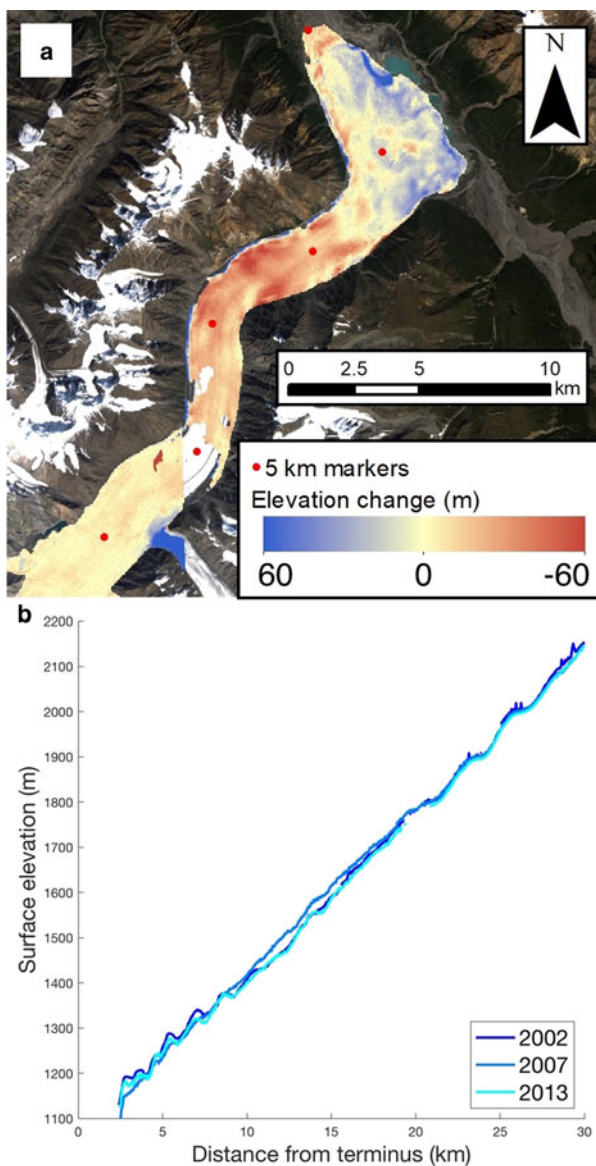 a
N
0 2.5 5 10
km
5 km markers
Elevation change (m)
60 0 -60
b
2200
2100
2000
1900
1800
1700
1600
1500
1400
1300
1200
1100
Surface elevation (m)
0 5 10 15 20 25 30
Distance from terminus (km)
2002
2007
2013